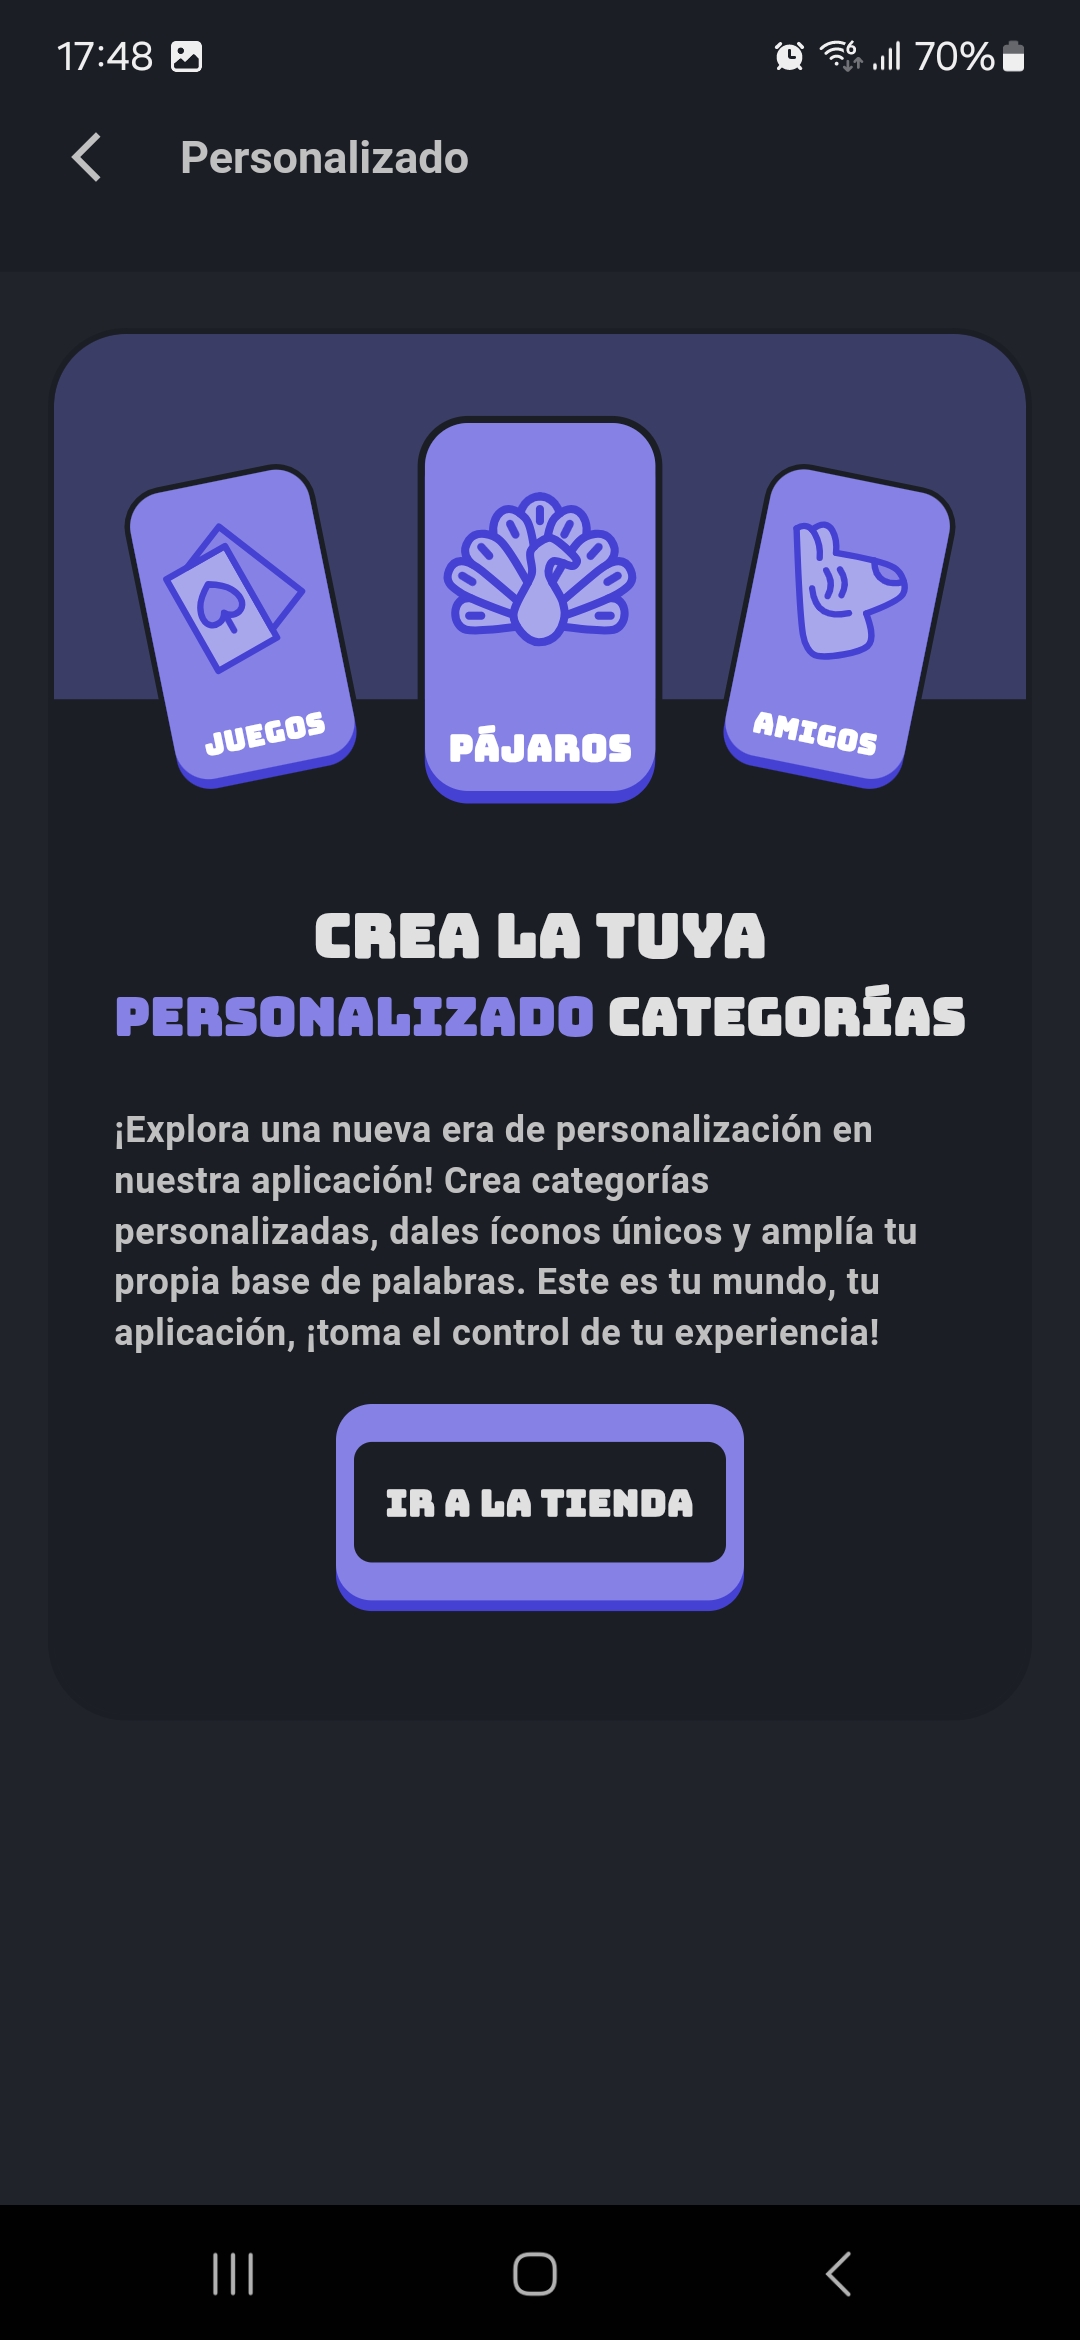 17:48
6
70%
Personalizado
JUEGOS
PÁJAROS
AMIGOS
CREA LA TUYA
PERSONALIZADO CATEGORÍAS
¡Explora una nueva era de personalización en
nuestra aplicación! Crea categorías
personalizadas, dales íconos únicos y amplía tu
propia base de palabras. Este es tu mundo, tu
aplicación, ¡toma el control de tu experiencia!
IR A LA TIENDA